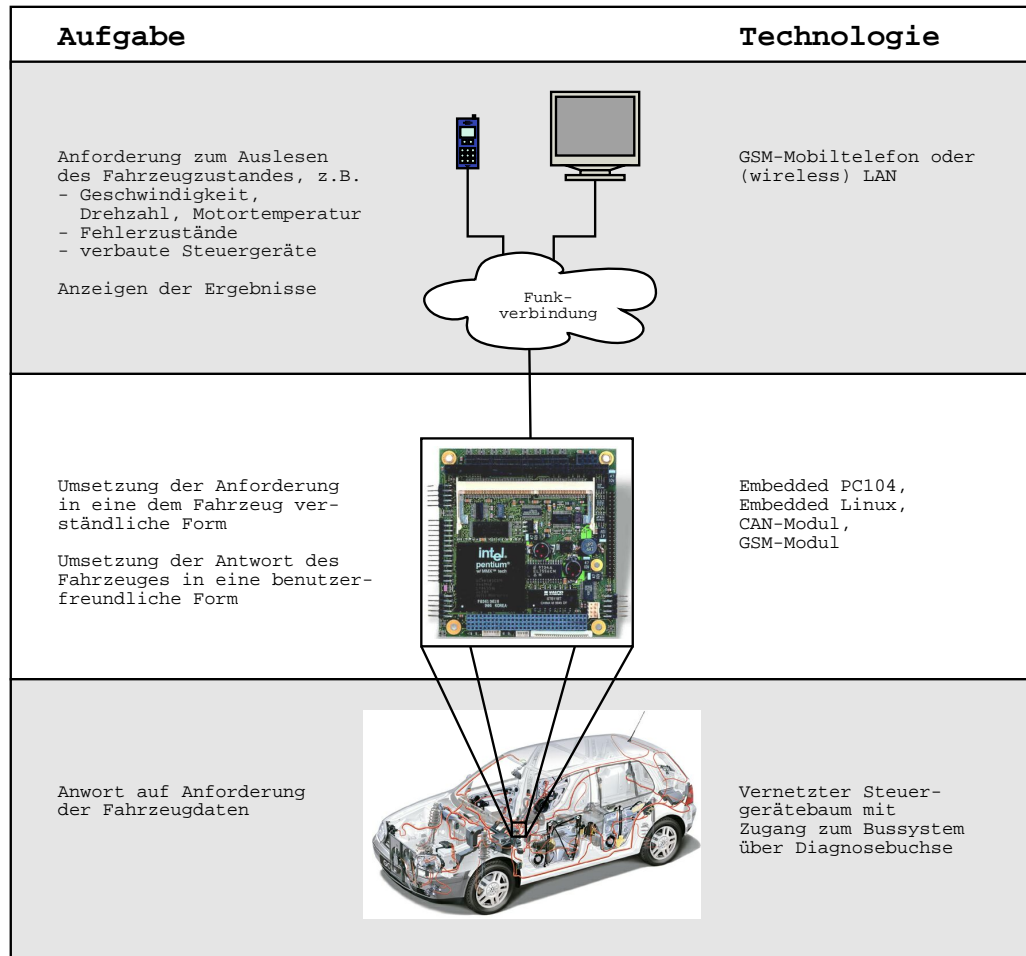 Aufgabe
Technologie
Anforderung zum Auslesen
des Fahrzeugzustandes, z.B.
- Geschwindigkeit,
Drehzahl, Motortemperatur
- Fehlerzustände
- verbaute Steuergeräte
Anzeigen der Ergebnisse
GSM-Mobiltelefon oder
(wireless) LAN
Funk-
verbindung
Umsetzung der Anforderung
in eine dem Fahrzeug ver-
ständliche Form
Umsetzung der Antwort des
Fahrzeuges in eine benutzer-
freundliche Form
intel.
pentium®
w/ MMX™ tech
Embedded PC104,
Embedded Linux,
CAN-Modul,
GSM-Modul
Anwort auf Anforderung
der Fahrzeugdaten
Vernetzter Steuer-
gerätebaum mit
Zugang zum Bussystem
über Diagnosebuchse